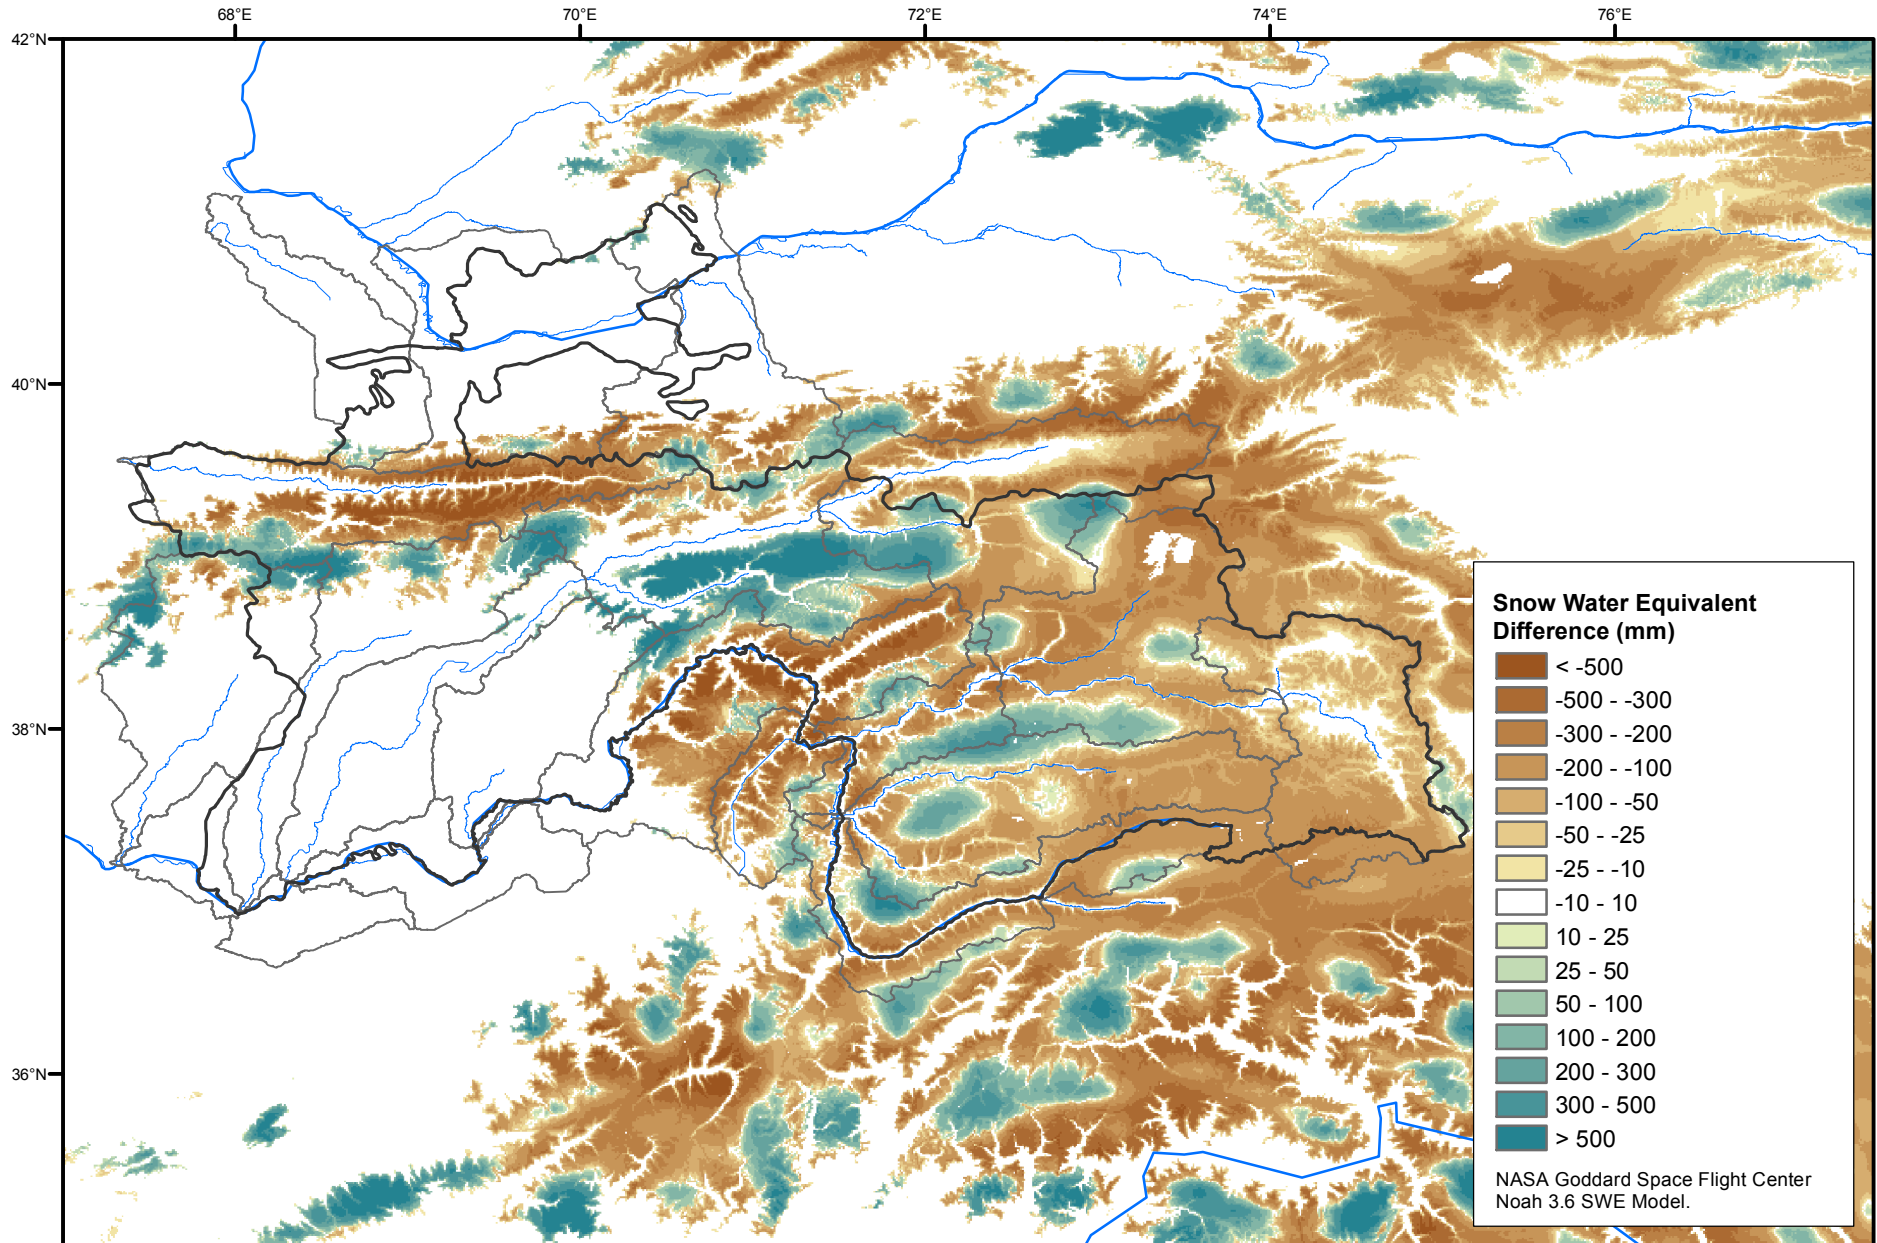 68°E 70°E 72°E 74°E 76°E
42°N
40°N
38°N
36°N
Snow Water Equivalent
Difference (mm)
< -500
-500 - -300
-300 - -200
-200 - -100
-100 - -50
-50 - -25
-25 - -10
-10 - 10
10 - 25
25 - 50
50 - 100
100 - 200
200 - 300
300 - 500
> 500
NASA Goddard Space Flight Center
Noah 3.6 SWE Model.